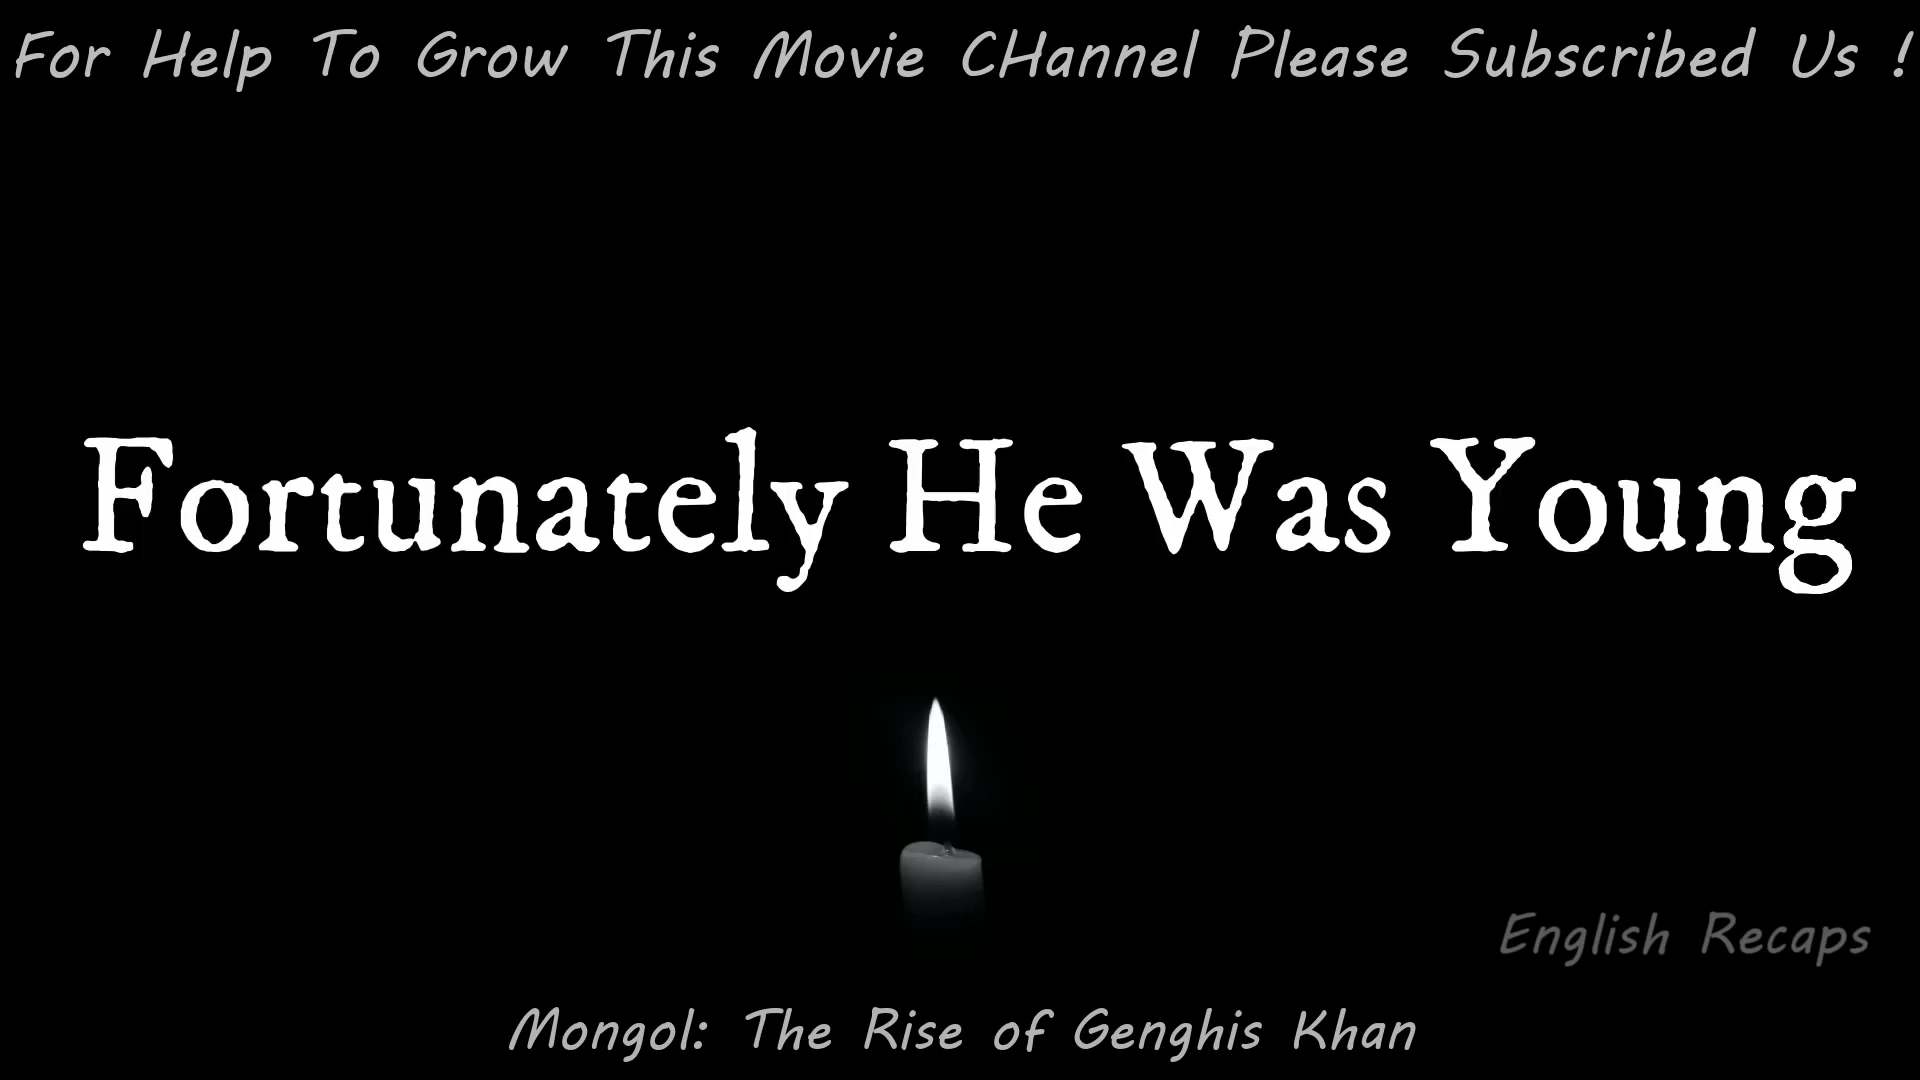 For Help To Grow This Movie CHannel Please Subscribed Us !
Fortunately He Was Young
English Recaps
Mongol: The Rise of Genghis Khan